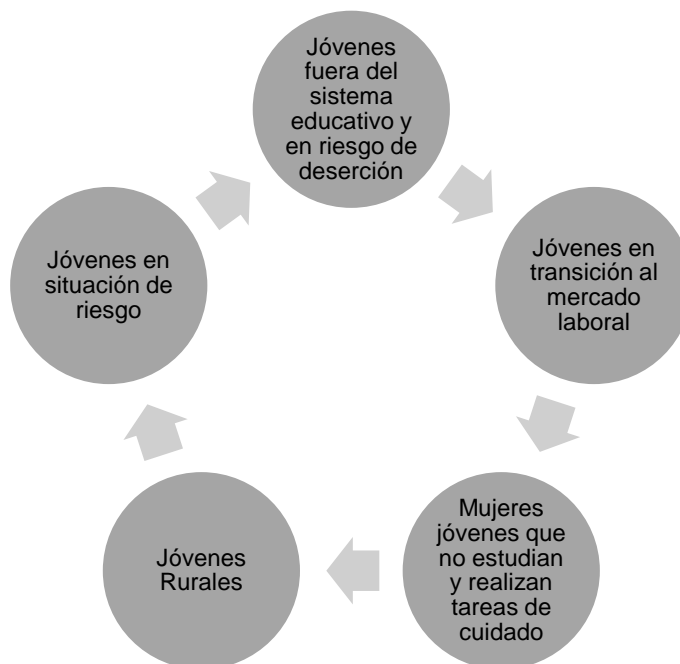 Jóvenes
fuera del
sistema
educativo y
en riesgo de
deserción
Jóvenes en
transición al
mercado
laboral
Mujeres
jóvenes que
no estudian
y realizan
tareas de
cuidado
Jóvenes
Rurales
Jóvenes en
situación de
riesgo